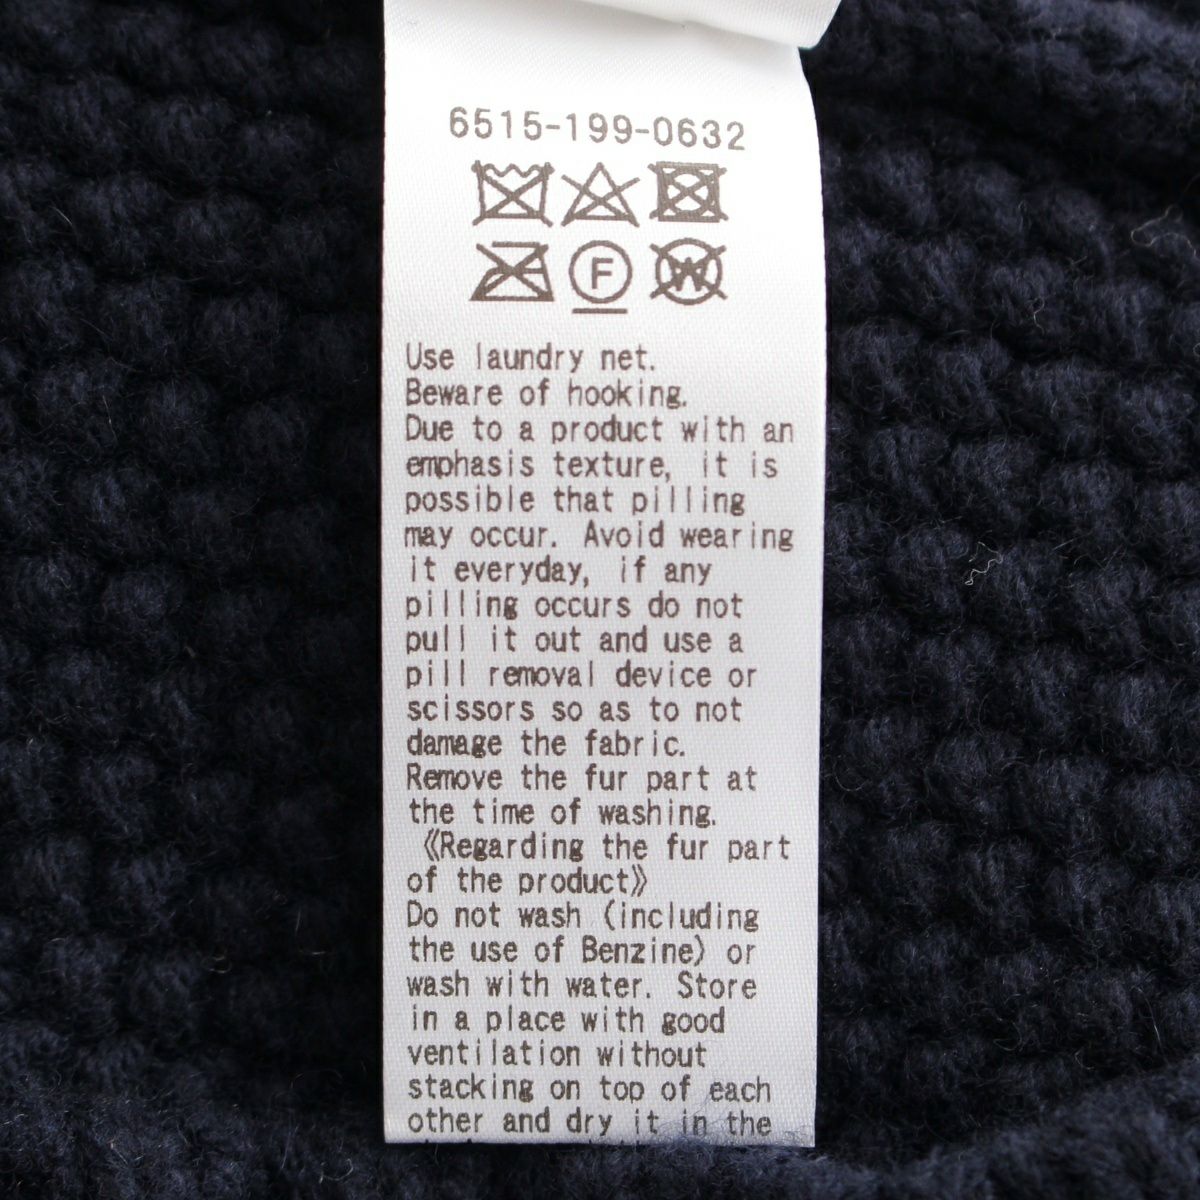 6515-199-0632
F W
Use laundry net.
Beware of hooking.
Due to a product with an
emphasis texture, it is
possible that pilling
may occur. Avoid wearing
it everyday, if any
pilling occurs do not
pull it out and use a
pill removal device or
scissors so as to not
damage the fabric.
Remove the fur part at
the time of washing.
《Regarding the fur part
of the product》
Do not wash (including
the use of Benzine) or
wash with water. Store
in a place with good
ventilation without
stacking on top of each
other and dry it in the